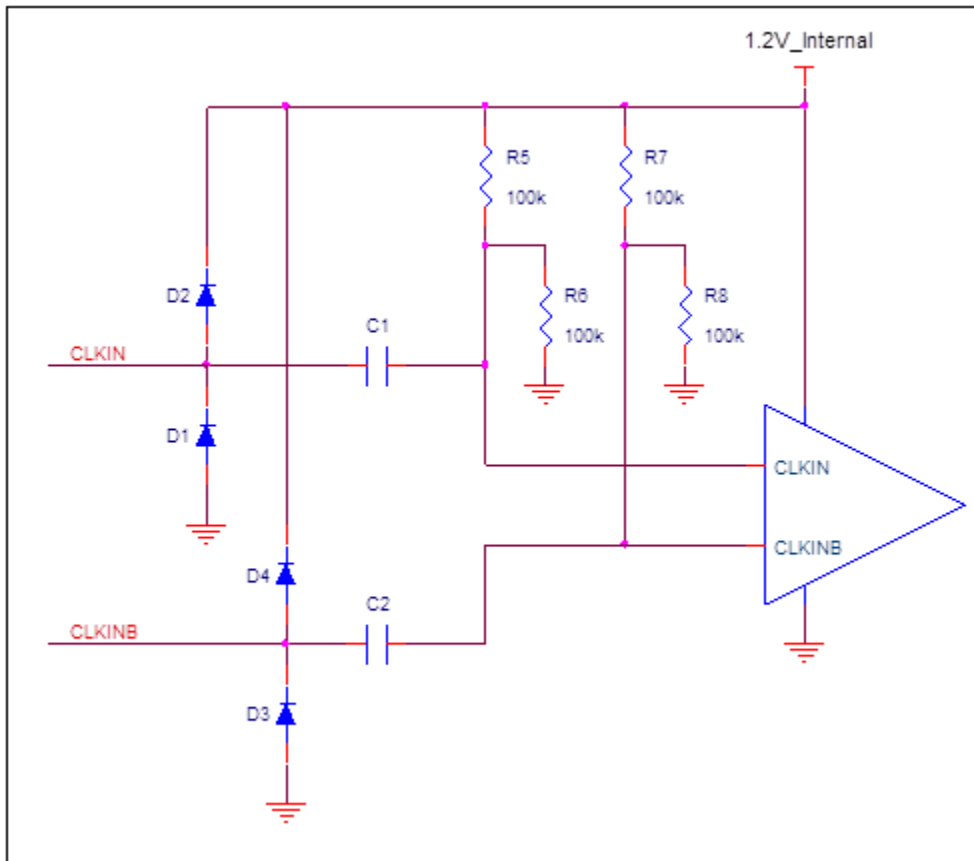 1.2V_Internal
R5
100k
R7
100k
D2
R6
100k
R8
100k
C1
CLKIN
D1
CLKIN
CLKINB
D4
C2
CLKINB
D3